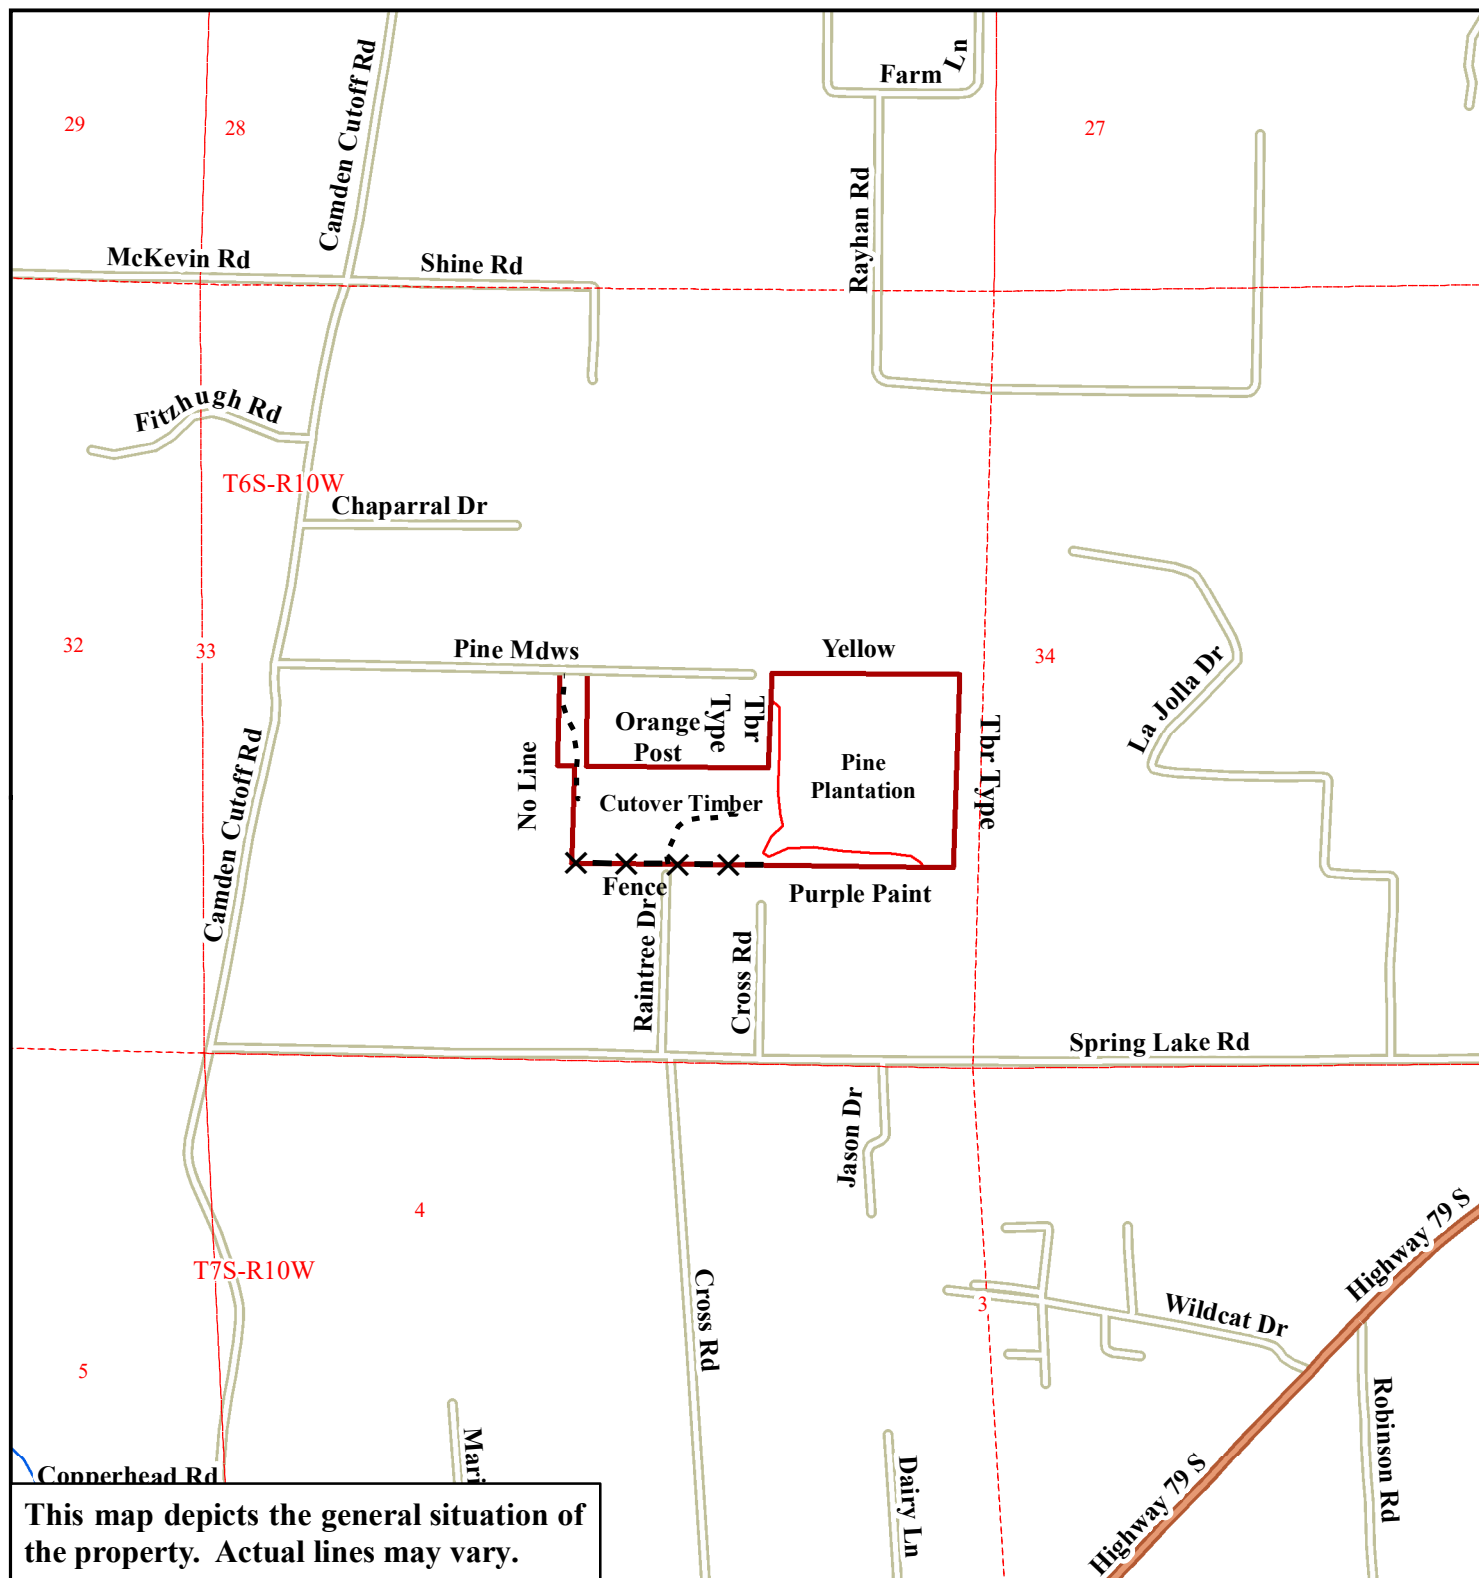 Farm Ln
29
28
Camden Cutoff Rd
27
Rayhan Rd
McKevin Rd
Shine Rd
Fitzhugh Rd
T6S-R10W
Chaparral Dr
32
33
Pine Mdws
Yellow
34
La Jolla Dr
Orange
Post
Tbr
Type
Tbr Type
No Line
Pine
Plantation
Cutover Timber
Camden Cutoff Rd
Fence
Purple Paint
Raintree Dr
Cross Rd
Spring Lake Rd
Jason Dr
4
T7S-R10W
Cross Rd
3
Wildcat Dr
Highway 79 S
5
Robinson Rd
Mari
Dairy Ln
Highway 79 S
Copperhead Rd
This map depicts the general situation of
the property. Actual lines may vary.